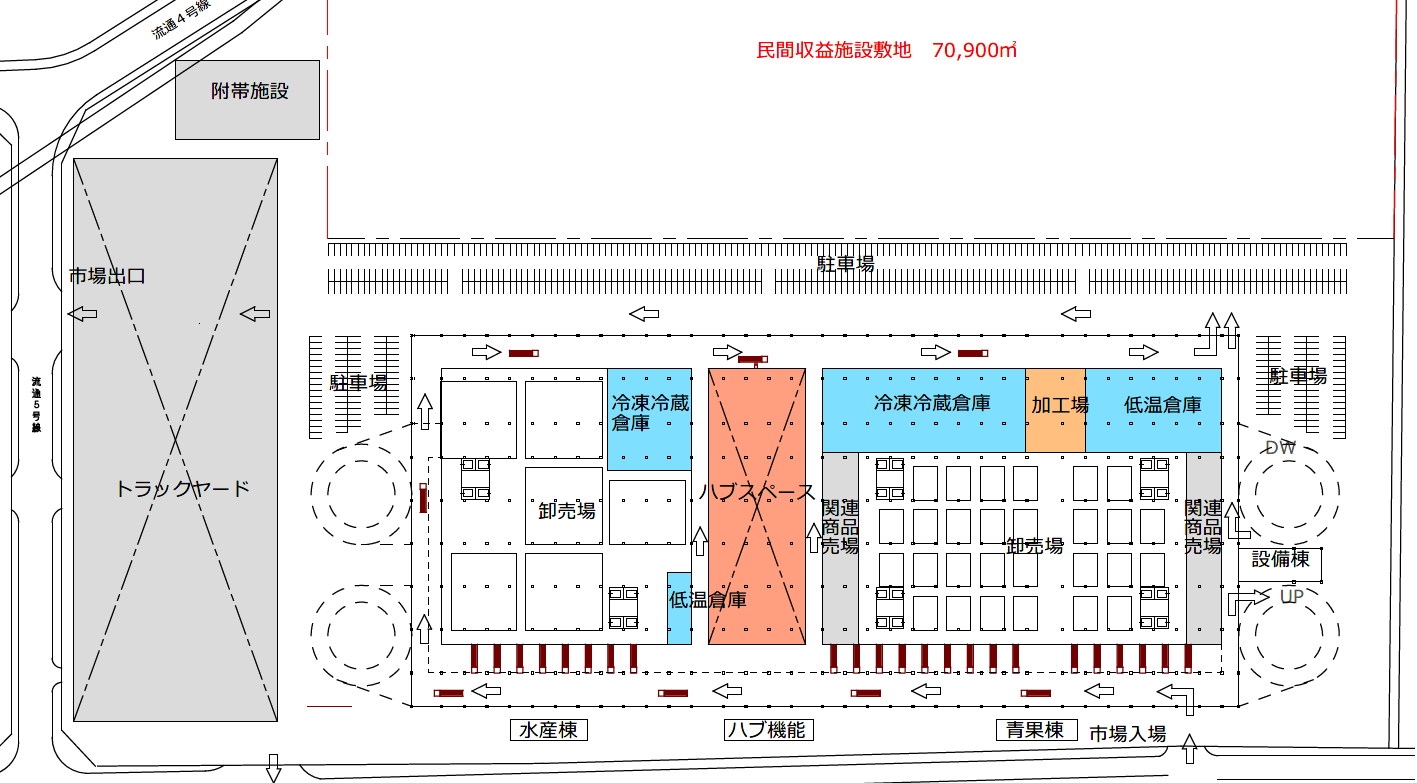 流通４号線
民間収益施設敷地　70,900㎡
附帯施設
市場出口
駐車場
流通５号線
駐車場
駐車場
冷凍冷蔵
倉庫
冷凍冷蔵倉庫
加工場
低温倉庫
DW
トラックヤード
ハブスペース
卸売場
関連
商品
売場
卸売場
関連
商品
売場
設備棟
低温倉庫
UP
水産棟
ハブ機能
青果棟
市場入場